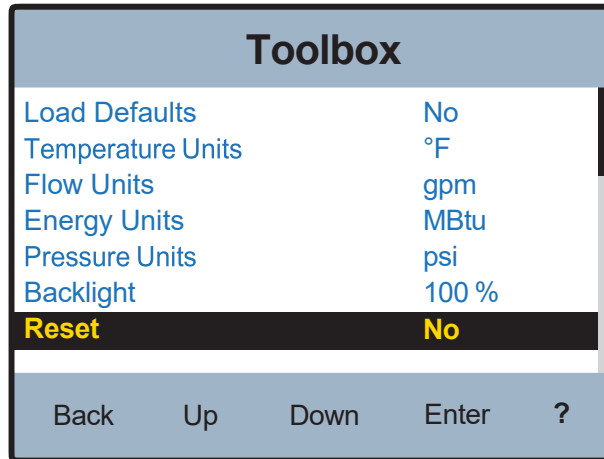 Toolbox
Load Defaults No
Temperature Units °F
Flow Units gpm
Energy Units MBtu
Pressure Units psi
Backlight 100 %
Reset No
Back Up Down Enter ?